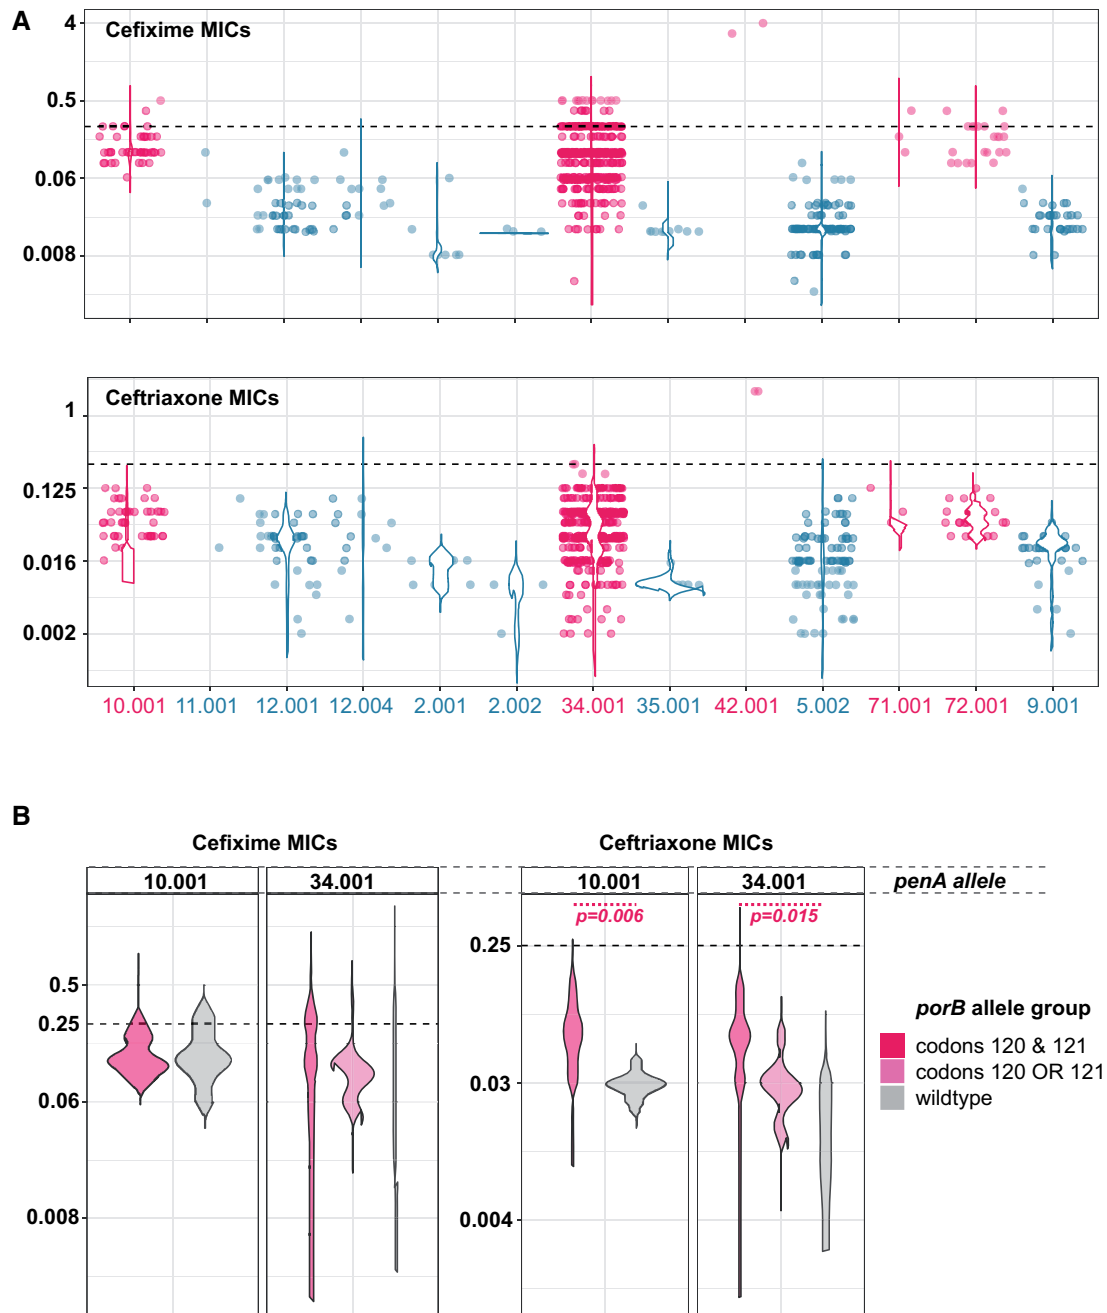 A
Cefixime MICs
4
0.5
0.06
0.008
Ceftriaxone MICs
1
0.125
0.016
0.002
10.001 11.001 12.001 12.004 2.001 2.002 34.001 35.001 42.001 5.002 71.001 72.001 9.001
B
Cefixime MICs Ceftriaxone MICs
10.001 34.001 10.001 34.001 penA allele
p=0.006 p=0.015
0.5
0.25
0.06
0.008
0.25
0.03
0.004
porB allele group
codons 120 & 121
codons 120 OR 121
wildtype